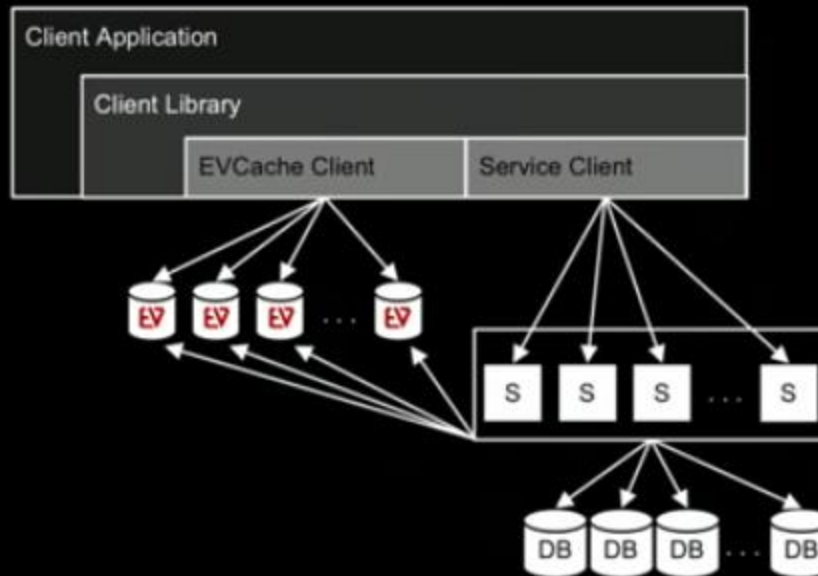 Client Application
Client Library
EVCache Client
Service Client
EV EV EV ... EV
S S S ... S
DB DB DB ... DB